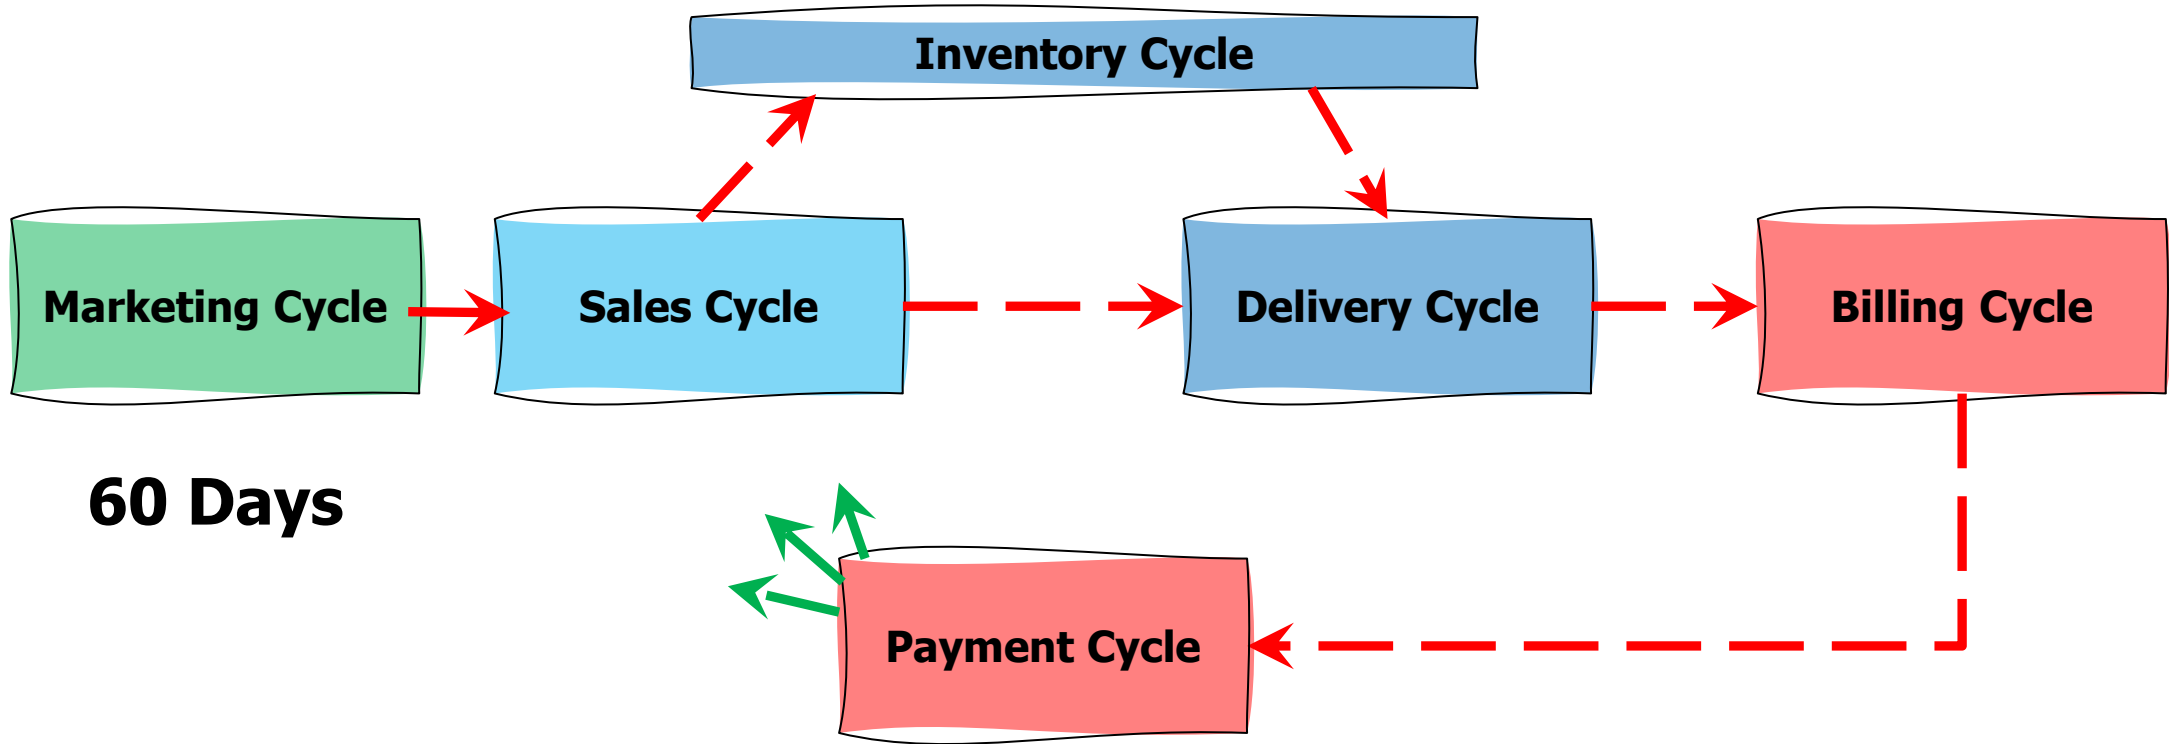 Inventory Cycle
Marketing Cycle
Sales Cycle
Delivery Cycle
Billing Cycle
60 Days
Payment Cycle